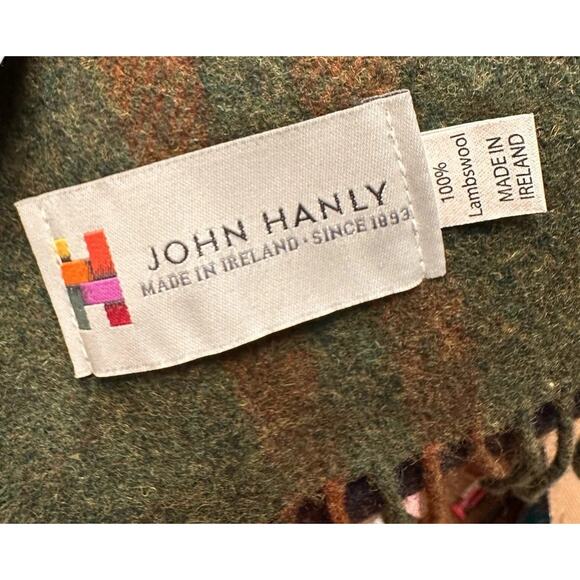 JOHN HANLY
MADE IN IRELAND · SINCE 1893
100%
Lambswool
MADE IN
IRELAND